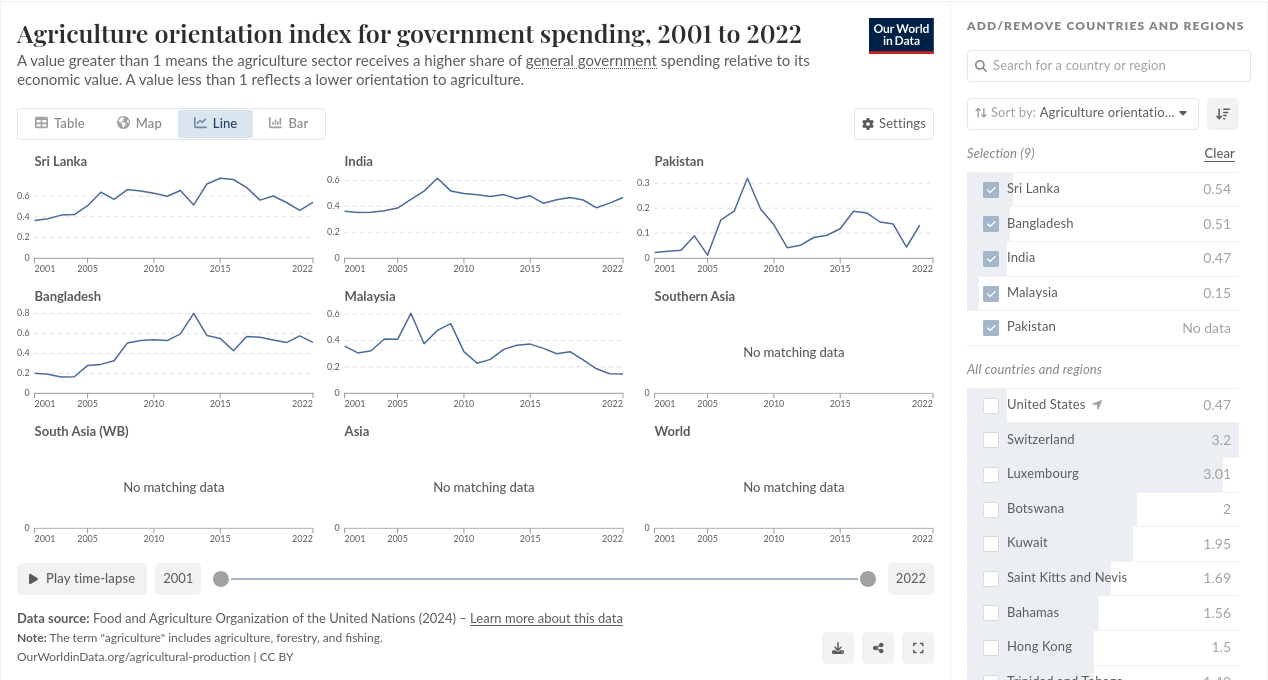 Agriculture orientation index for government spending, 2001 to 2022
Our World
in Data
A value greater than 1 means the agriculture sector receives a higher share of general government spending relative to its
economic value. A value less than 1 reflects a lower orientation to agriculture.
Table
Map
Line
Bar
Settings
Sri Lanka
0.6
0.4
0.2
0
2001 2005 2010 2015 2022
India
0.6
0.4
0.2
0
2001 2005 2010 2015 2022
Pakistan
0.3
0.2
0.1
0
2001 2005 2010 2015 2022
Bangladesh
0.8
0.6
0.4
0.2
0
2001 2005 2010 2015 2022
Malaysia
0.6
0.4
0.2
0
2001 2005 2010 2015 2022
Southern Asia
No matching data
0
2001 2005 2010 2015 2022
South Asia (WB)
No matching data
0
2001 2005 2010 2015 2022
Asia
No matching data
0
2001 2005 2010 2015 2022
World
No matching data
0
2001 2005 2010 2015 2022
Play time-lapse
2001
2022
Data source: Food and Agriculture Organization of the United Nations (2024) – Learn more about this data
Note: The term "agriculture" includes agriculture, forestry, and fishing.
OurWorldinData.org/agricultural-production | CC BY
ADD/REMOVE COUNTRIES AND REGIONS
Search for a country or region
Sort by: Agriculture orientatio...
Selection (9)
Clear
Sri Lanka 0.54
Bangladesh 0.51
India 0.47
Malaysia 0.15
Pakistan No data
All countries and regions
United States 0.47
Switzerland 3.2
Luxembourg 3.01
Botswana 2
Kuwait 1.95
Saint Kitts and Nevis 1.69
Bahamas 1.56
Hong Kong 1.5